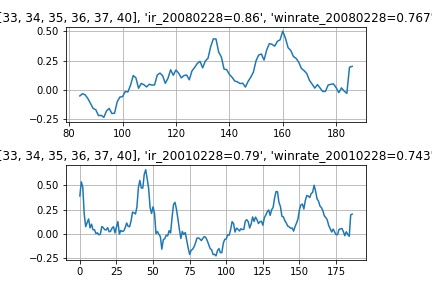 [33, 34, 35, 36, 37, 40], 'ir_20080228=0.86', 'winrate_20080228=0.767'
0.50
0.25
0.00
−0.25
80 100 120 140 160 180
[33, 34, 35, 36, 37, 40], 'ir_20010228=0.79', 'winrate_20010228=0.743'
0.50
0.25
0.00
−0.25
0 25 50 75 100 125 150 175